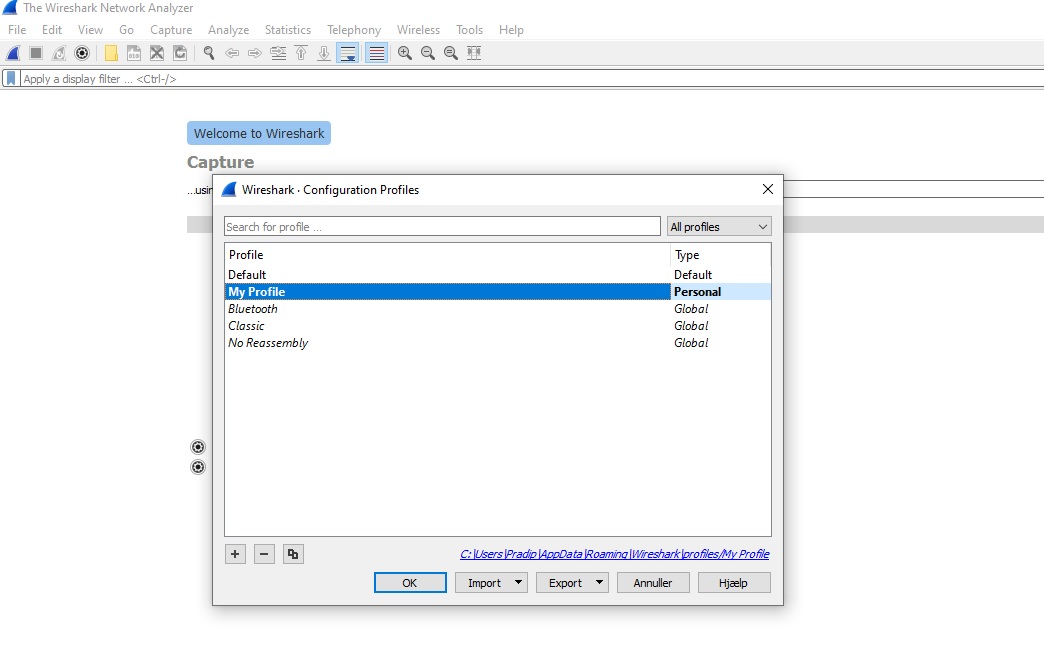 The Wireshark Network Analyzer
File Edit View Go Capture Analyze Statistics Telephony Wireless Tools Help
Apply a display filter ... <Ctrl-/>
Welcome to Wireshark
Capture
...usin
Wireshark · Configuration Profiles
Search for profile ... All profiles
Profile Type
Default Default
My Profile Personal
Bluetooth Global
Classic Global
No Reassembly Global
C:\Users\Pradip\AppData\Roaming\Wireshark\profiles/My Profile
OK Import Export Annuller Hjælp